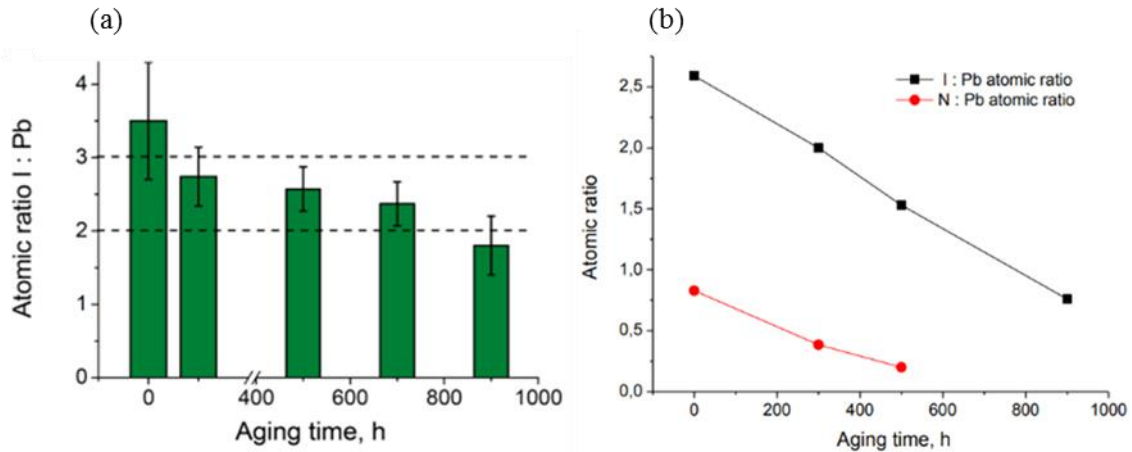 (a)
(b)
Atomic ratio I : Pb
4
3
2
1
0
0
400
600
800
1000
Aging time, h
Atomic ratio
2,5
2,0
1,5
1,0
0,5
0,0
I : Pb atomic ratio
N : Pb atomic ratio
0
200
400
600
800
1000
Aging time, h